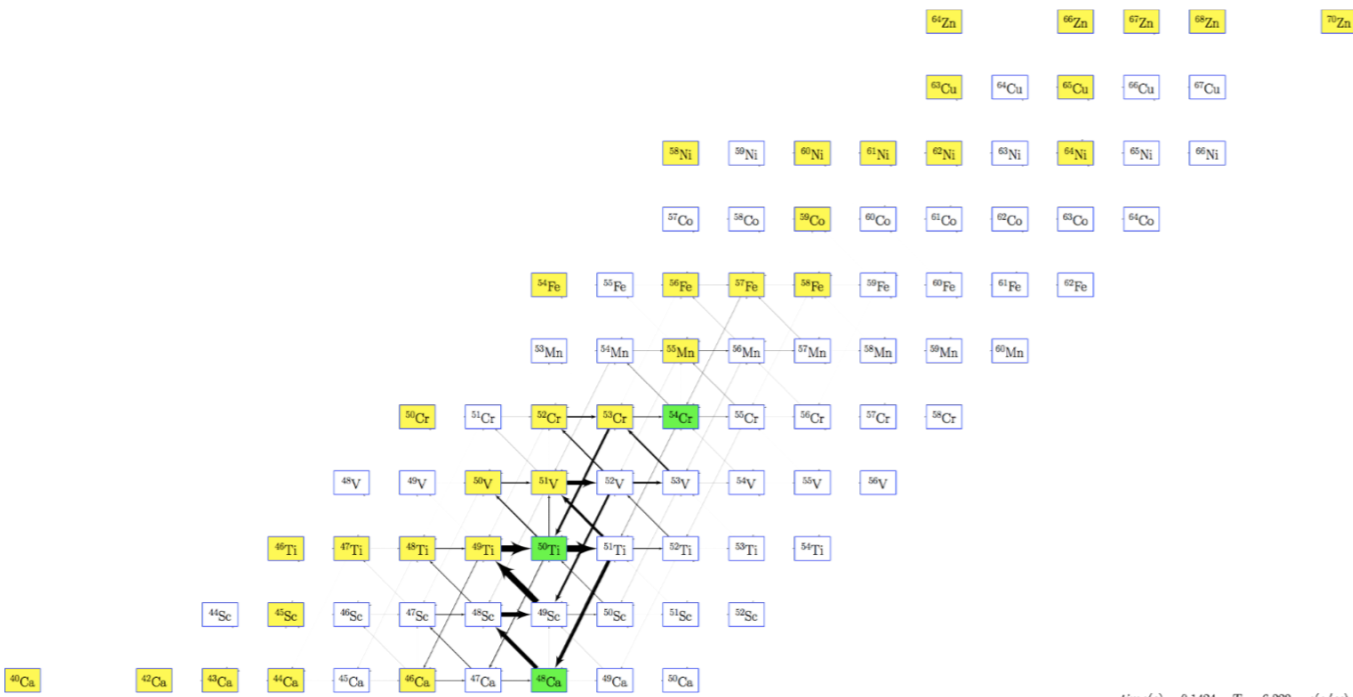 ⁶⁴Zn ⁶⁶Zn ⁶⁷Zn ⁶⁸Zn ⁷⁰Zn
⁶³Cu ⁶⁴Cu ⁶⁵Cu ⁶⁶Cu ⁶⁷Cu
⁵⁸Ni ⁵⁹Ni ⁶⁰Ni ⁶¹Ni ⁶²Ni ⁶³Ni ⁶⁴Ni ⁶⁵Ni ⁶⁶Ni
⁵⁷Co ⁵⁸Co ⁵⁹Co ⁶⁰Co ⁶¹Co ⁶²Co ⁶³Co ⁶⁴Co
⁵⁴Fe ⁵⁵Fe ⁵⁶Fe ⁵⁷Fe ⁵⁸Fe ⁵⁹Fe ⁶⁰Fe ⁶¹Fe ⁶²Fe
⁵³Mn ⁵⁴Mn ⁵⁵Mn ⁵⁶Mn ⁵⁷Mn ⁵⁸Mn ⁵⁹Mn ⁶⁰Mn
⁵⁰Cr ⁵¹Cr ⁵²Cr ⁵³Cr ⁵⁴Cr ⁵⁵Cr ⁵⁶Cr ⁵⁷Cr ⁵⁸Cr
⁴⁸V ⁴⁹V ⁵⁰V ⁵¹V ⁵²V ⁵³V ⁵⁴V ⁵⁵V ⁵⁶V
⁴⁶Ti ⁴⁷Ti ⁴⁸Ti ⁴⁹Ti ⁵⁰Ti ⁵¹Ti ⁵²Ti ⁵³Ti ⁵⁴Ti
⁴⁴Sc ⁴⁵Sc ⁴⁶Sc ⁴⁷Sc ⁴⁸Sc ⁴⁹Sc ⁵⁰Sc ⁵¹Sc ⁵²Sc
⁴⁰Ca ⁴²Ca ⁴³Ca ⁴⁴Ca ⁴⁵Ca ⁴⁶Ca ⁴⁷Ca ⁴⁸Ca ⁴⁹Ca ⁵⁰Ca